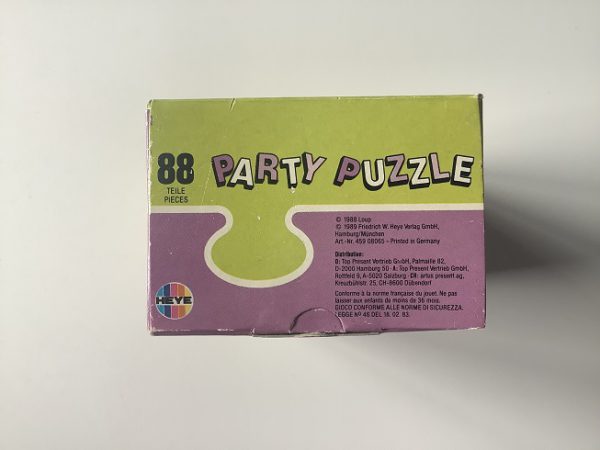 88 PARTY PUZZLE
TEILE
PIECES
© 1988 Loup
© 1989 Friedrich W. Heye Verlag GmbH,
Hamburg/München
Art.-Nr. 459 08065 – Printed in Germany
Distribution:
D: Top Present Vertrieb GmbH, Palmaille 82,
D-2000 Hamburg 50 · A: Top Present Vertrieb GmbH,
Rottfeld 9, A-5020 Salzburg · CH: artus present ag,
Kreuzbühlstr. 25, CH-8600 Dübendorf
Conforme à la norme française du jouet. Ne pas
laisser aux enfants de moins de 36 mois.
GIOCO CONFORME ALLE NORME DI SICUREZZA.
LEGGE Nº 46 DEL 18. 02. 83.
HEYE